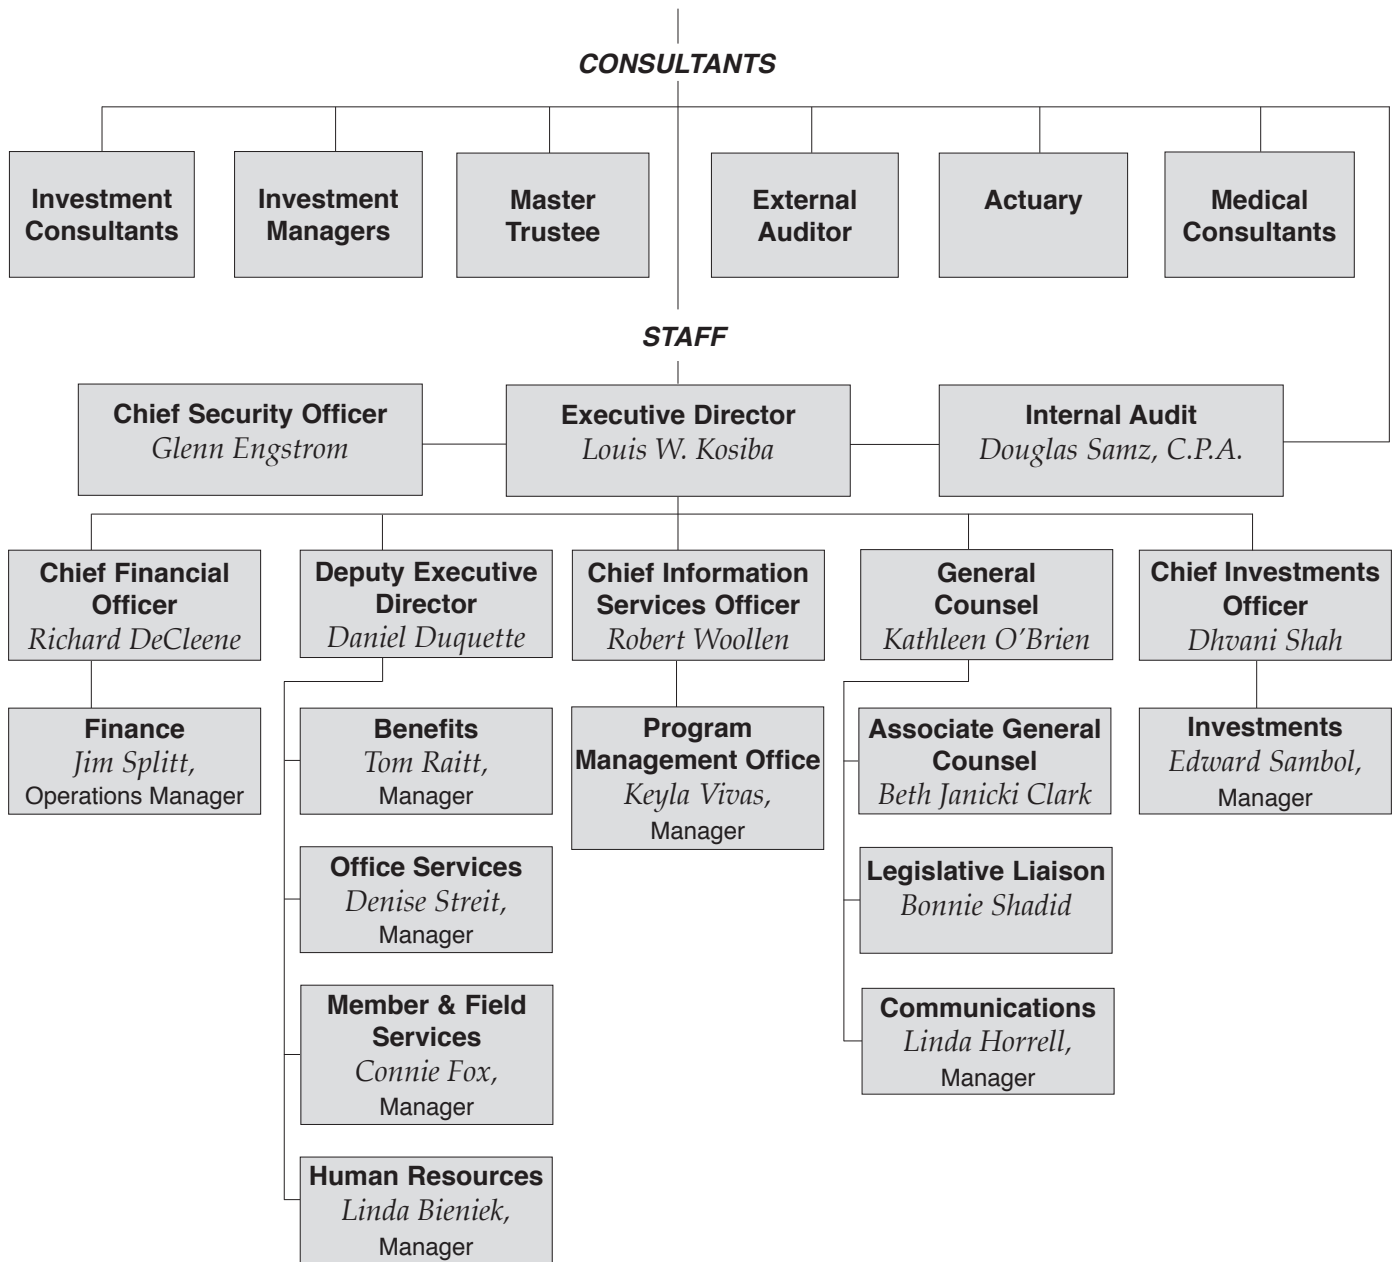 CONSULTANTS
Investment
Consultants
Investment
Managers
Master
Trustee
External
Auditor
Actuary
Medical
Consultants
STAFF
Chief Security Officer
Glenn Engstrom
Executive Director
Louis W. Kosiba
Internal Audit
Douglas Samz, C.P.A.
Chief Financial
Officer
Richard DeCleene
Deputy Executive
Director
Daniel Duquette
Chief Information
Services Officer
Robert Woollen
General
Counsel
Kathleen O'Brien
Chief Investments
Officer
Dhvani Shah
Finance
Jim Splitt,
Operations Manager
Benefits
Tom Raitt,
Manager
Program
Management Office
Keyla Vivas,
Manager
Associate General
Counsel
Beth Janicki Clark
Investments
Edward Sambol,
Manager
Office Services
Denise Streit,
Manager
Legislative Liaison
Bonnie Shadid
Member & Field
Services
Connie Fox,
Manager
Communications
Linda Horrell,
Manager
Human Resources
Linda Bieniek,
Manager